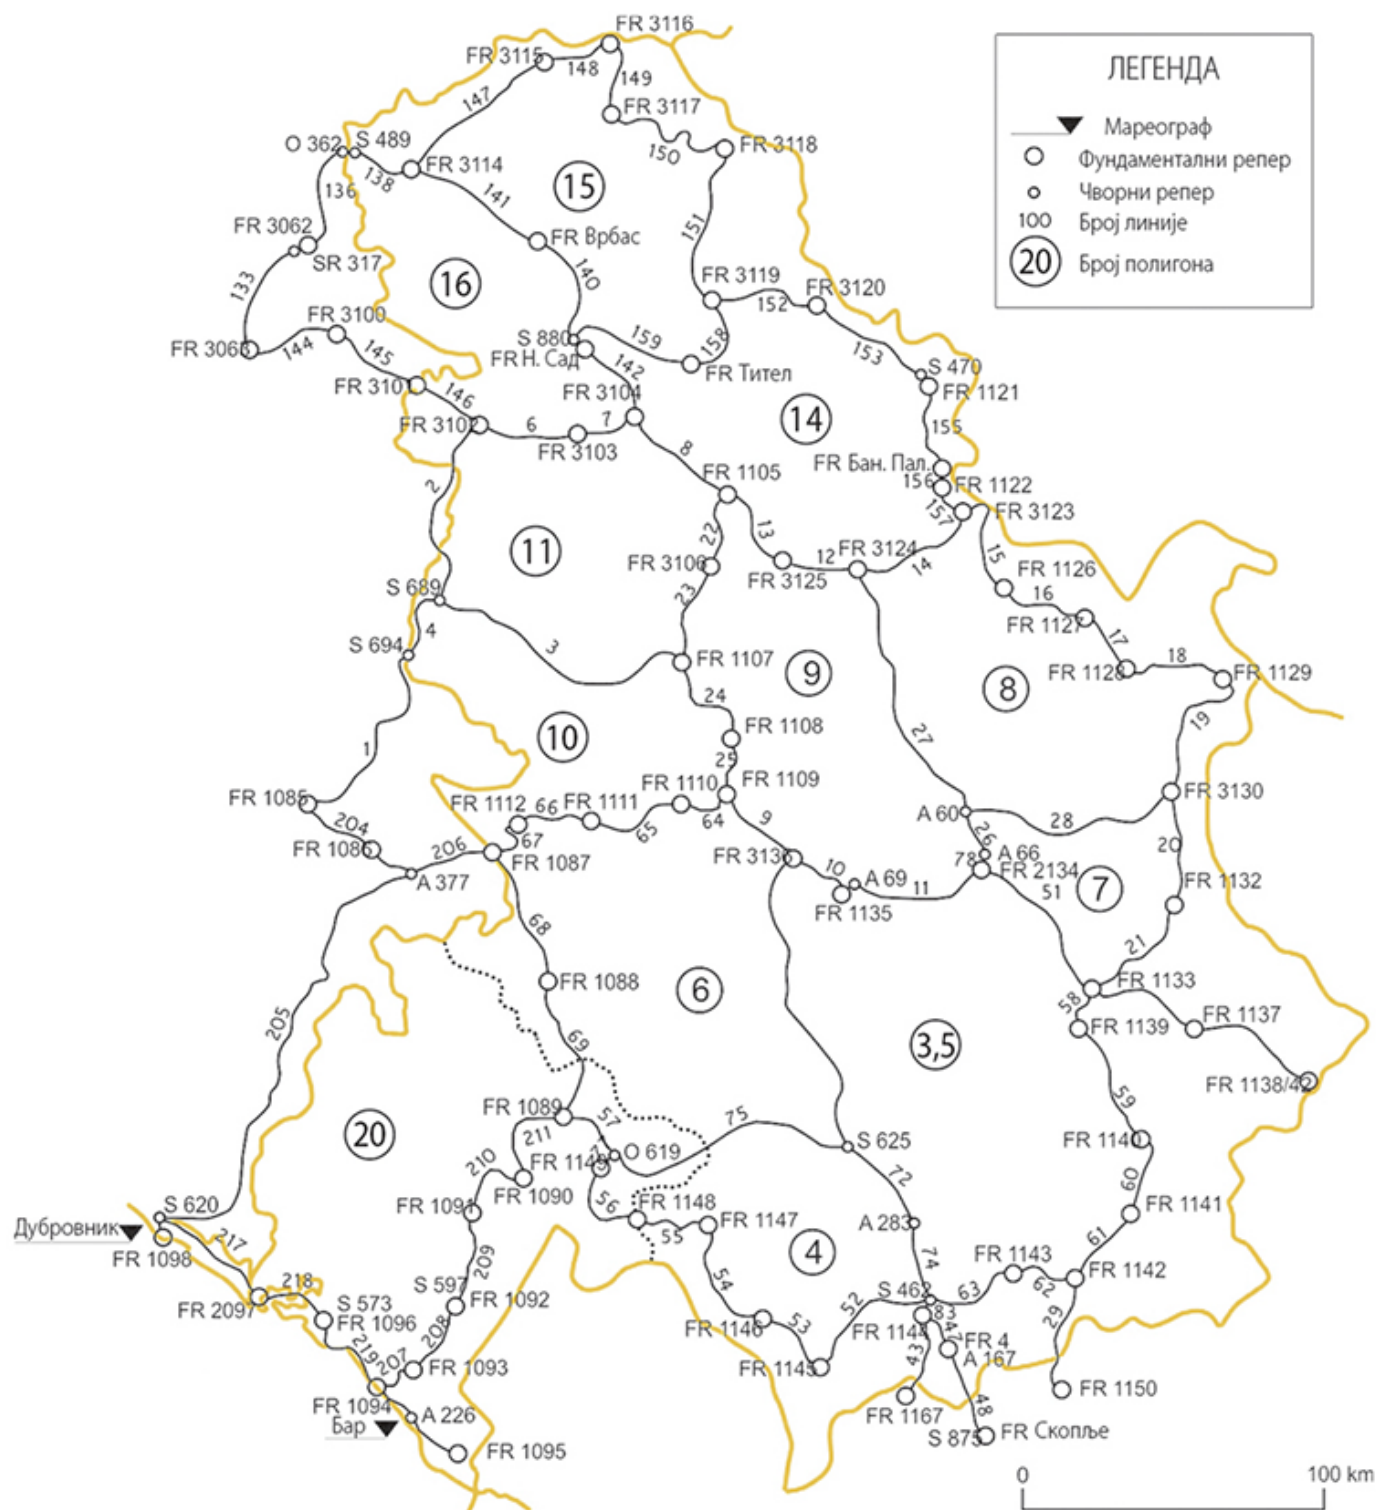 FR 3116
FR 3115
148
149
147
FR 3117
ЛЕГЕНДА
Мареограф
Фундаментални репер
Чворни репер
100 Број линије
20 Број полигона
O 362
S 489
FR 3114
138
150
FR 3118
136
15
141
FR 3062
SR 317
FR Врбас
151
133
16
140
FR 3119
152
FR 3120
FR 3100
S 880
159
158
153
FR 3063
144
145
FR Н. Сад
142
FR Тител
S 470
FR 3101
146
FR 3104
FR 1121
FR 3102
6
7
FR 3103
14
155
8
FR Бан. Пал.
156
FR 1122
2
FR 1105
157
FR 3123
11
22
13
FR 3106
FR 3125
12
FR 3124
14
15
FR 1126
S 689
23
16
FR 1127
4
S 694
3
FR 1107
9
17
FR 1128
18
FR 1129
8
24
19
10
FR 1108
27
1
25
FR 1110
FR 1109
FR 3130
FR 1085
FR 1112
66
FR 1111
65
64
9
A 60
28
204
67
26
FR 1086
206
FR 1087
FR 3136
A 66
20
A 377
10
A 69
78
FR 2134
7
FR 1132
FR 1135
11
51
68
21
FR 1088
6
FR 1133
58
205
FR 1139
FR 1137
69
3,5
FR 1138/42
59
FR 1089
57
75
20
211
FR 1140
S 625
FR 1149
O 619
210
FR 1090
72
60
S 620
FR 1091
56
FR 1148
FR 1141
Дубровник
55
FR 1147
A 283
61
FR 1098
217
4
209
74
FR 1143
218
S 597
54
FR 1142
FR 2097
FR 1092
S 462
63
62
S 573
52
83
FR 1096
FR 1146
FR 1144
47
29
208
53
FR 4
219
207
A 167
FR 1093
FR 1145
43
FR 1150
FR 1094
FR 1167
48
Бар
A 226
S 875
FR Скопље
FR 1095
0
100 km